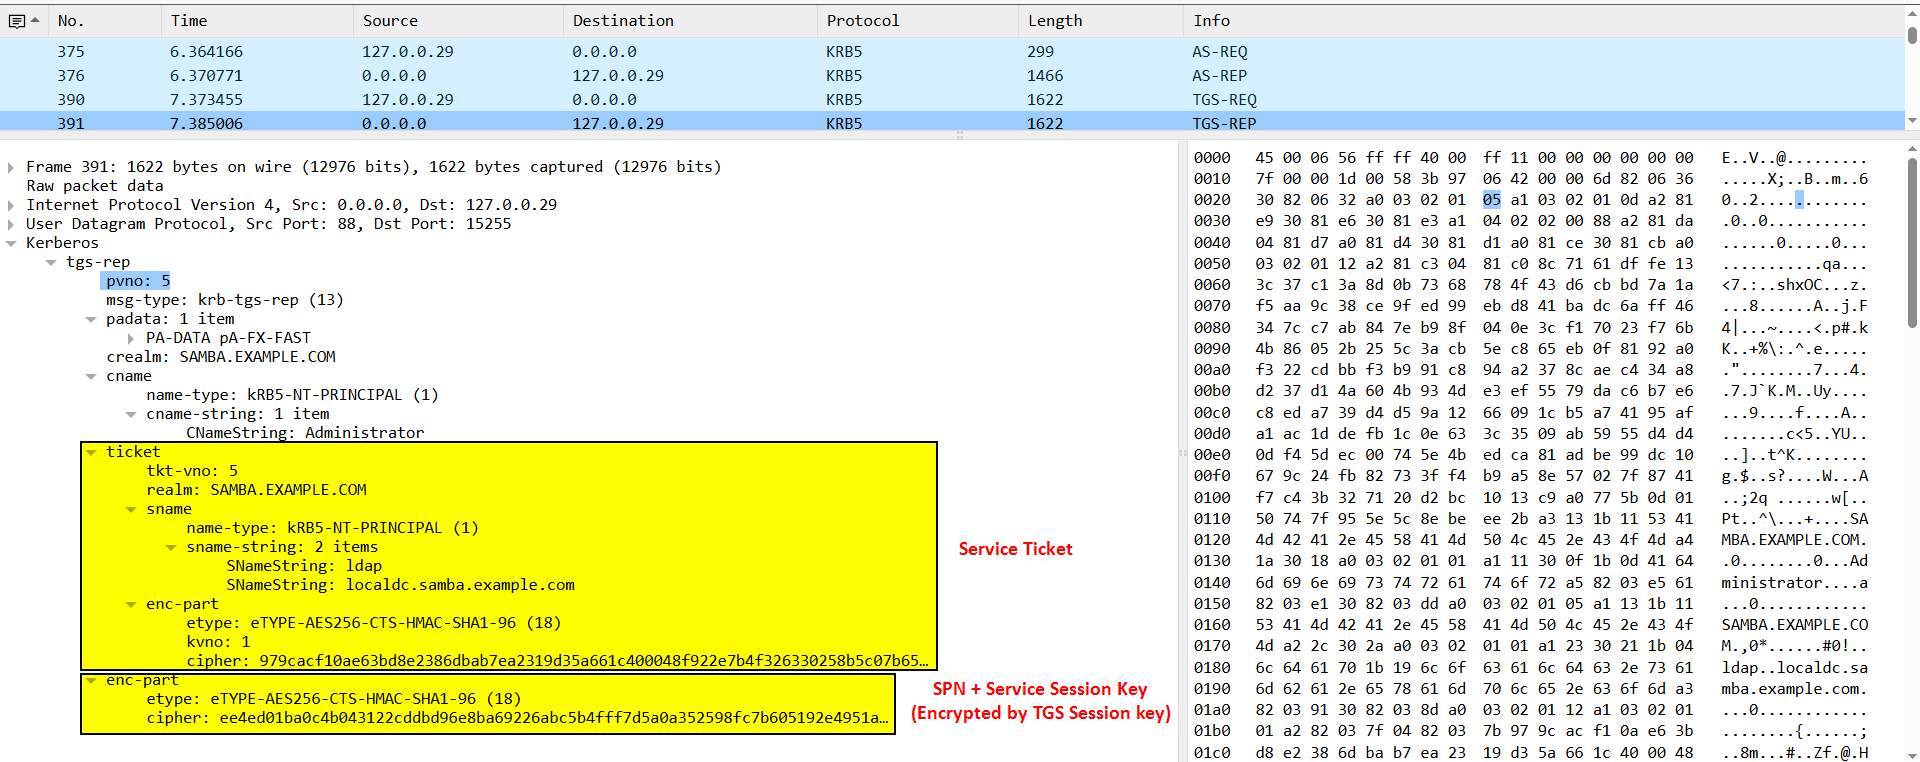 No. Time Source Destination Protocol Length Info
375 6.364166 127.0.0.29 0.0.0.0 KRB5 299 AS-REQ
376 6.370771 0.0.0.0 127.0.0.29 KRB5 1466 AS-REP
390 7.373455 127.0.0.29 0.0.0.0 KRB5 1622 TGS-REQ
391 7.385006 0.0.0.0 127.0.0.29 KRB5 1622 TGS-REP
Frame 391: 1622 bytes on wire (12976 bits), 1622 bytes captured (12976 bits)
Raw packet data
Internet Protocol Version 4, Src: 0.0.0.0, Dst: 127.0.0.29
User Datagram Protocol, Src Port: 88, Dst Port: 15255
Kerberos
tgs-rep
pvno: 5
msg-type: krb-tgs-rep (13)
padata: 1 item
PA-DATA pA-FX-FAST
crealm: SAMBA.EXAMPLE.COM
cname
name-type: kRB5-NT-PRINCIPAL (1)
cname-string: 1 item
CNameString: Administrator
ticket
tkt-vno: 5
realm: SAMBA.EXAMPLE.COM
sname
name-type: kRB5-NT-PRINCIPAL (1)
sname-string: 2 items
SNameString: ldap
SNameString: localdc.samba.example.com
enc-part
etype: eTYPE-AES256-CTS-HMAC-SHA1-96 (18)
kvno: 1
cipher: 979cacf10ae63bd8e2386dbab7ea2319d35a661c400048f922e7b4f326330258b5c07b65…
Service Ticket
enc-part
etype: eTYPE-AES256-CTS-HMAC-SHA1-96 (18)
cipher: ee4ed01ba0c4b043122cddbd96e8ba69226abc5b4fff7d5a0a352598fc7b605192e4951a…
SPN + Service Session Key
(Encrypted by TGS Session key)
0000 45 00 06 56 ff ff 40 00 ff 11 00 00 00 00 00 00 E..V..@.........
0010 7f 00 00 1d 00 58 3b 97 06 42 00 00 6d 82 06 36 .....X;..B..m..6
0020 30 82 06 32 a0 03 02 01 05 a1 03 02 01 0d a2 81 0..2............
0030 e9 30 81 e6 30 81 e3 a1 04 02 02 00 88 a2 81 da .0..0...........
0040 04 81 d7 a0 81 d4 30 81 d1 a0 81 ce 30 81 cb a0 ......0.....0...
0050 03 02 01 12 a2 81 c3 04 81 c0 8c 71 61 df fe 13 ...........qa...
0060 3c 37 c1 3a 8d 0b 73 68 78 4f 43 d6 cb bd 7a 1a <7.:..shxOC...z.
0070 f5 aa 9c 38 ce 9f ed 99 eb d8 41 ba dc 6a ff 46 ...8......A..j.F
0080 34 7c c7 ab 84 7e b9 8f 04 0e 3c f1 70 23 f7 6b 4|...~....<.p#.k
0090 4b 86 05 2b 25 5c 3a cb 5e c8 65 eb 0f 81 92 a0 K..+%\:.^.e.....
00a0 f3 22 cd bb f3 b9 91 c8 94 a2 37 8c ae c4 34 a8 ."........7...4.
00b0 d2 37 d1 4a 60 4b 93 4d e3 ef 55 79 da c6 b7 e6 .7.J`K.M..Uy....
00c0 c8 ed a7 39 d4 d5 9a 12 66 09 1c b5 a7 41 95 af ...9....f....A..
00d0 a1 ac 1d de fb 1c 0e 63 3c 35 09 ab 59 55 d4 d4 .......c<5..YU..
00e0 0d f4 5d ec 00 74 5e 4b ed ca 81 ad be 99 dc 10 ..]..t^K........
00f0 67 9c 24 fb 82 73 3f f4 b9 a5 8e 57 02 7f 87 41 g.$..s?....W...A
0100 f7 c4 3b 32 71 20 d2 bc 10 13 c9 a0 77 5b 0d 01 ..;2q ......w[..
0110 50 74 7f 95 5e 5c 8e be ee 2b a3 13 1b 11 53 41 Pt..^\...+....SA
0120 4d 42 41 2e 45 58 41 4d 50 4c 45 2e 43 4f 4d a4 MBA.EXAMPLE.COM.
0130 1a 30 18 a0 03 02 01 01 a1 11 30 0f 1b 0d 41 64 .0........0...Ad
0140 6d 69 6e 69 73 74 72 61 74 6f 72 a5 82 03 e5 61 ministrator....a
0150 82 03 e1 30 82 03 dd a0 03 02 01 05 a1 13 1b 11 ...0............
0160 53 41 4d 42 41 2e 45 58 41 4d 50 4c 45 2e 43 4f SAMBA.EXAMPLE.CO
0170 4d a2 2c 30 2a a0 03 02 01 01 a1 23 30 21 1b 04 M.,0*......#0!..
0180 6c 64 61 70 1b 19 6c 6f 63 61 6c 64 63 2e 73 61 ldap..localdc.sa
0190 6d 62 61 2e 65 78 61 6d 70 6c 65 2e 63 6f 6d a3 mba.example.com.
01a0 82 03 91 30 82 03 8d a0 03 02 01 12 a1 03 02 01 ...0............
01b0 01 a2 82 03 7f 04 82 03 7b 97 9c ac f1 0a e6 3b ........{......;
01c0 d8 e2 38 6d ba b7 ea 23 19 d3 5a 66 1c 40 00 48 ..8m...#..Zf.@.H